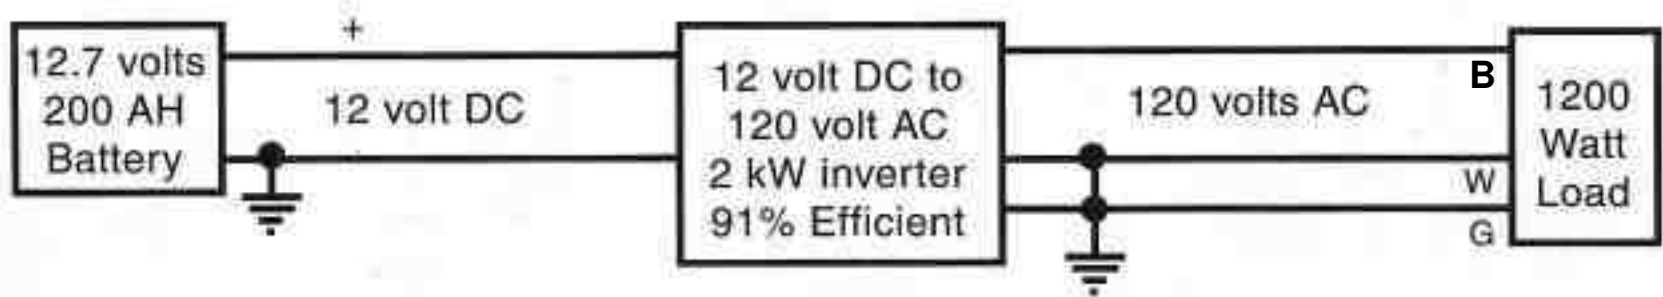 12.7 volts
200 AH
Battery
+
12 volt DC
12 volt DC to
120 volt AC
2 kW inverter
91% Efficient
120 volts AC
B
W
G
1200
Watt
Load